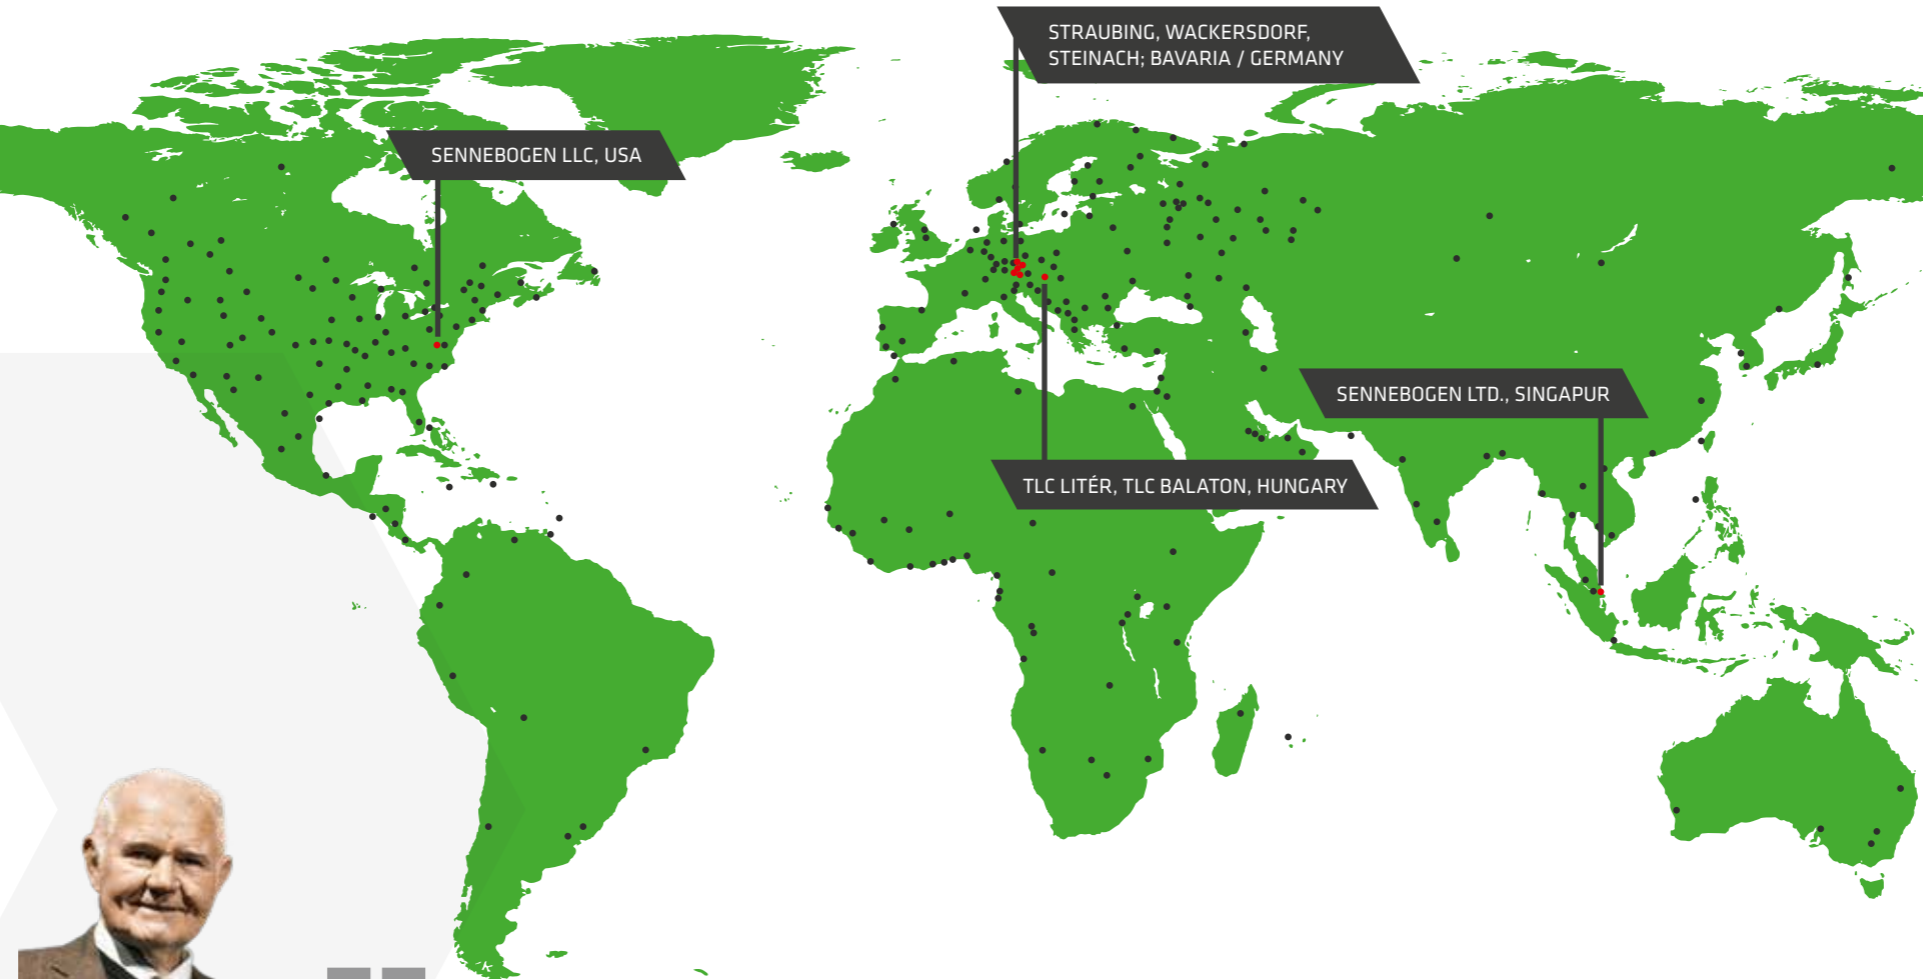 STRAUBING, WACKERSDORF,
STEINACH; BAVARIA / GERMANY
SENNEBOGEN LLC, USA
SENNEBOGEN LTD., SINGAPUR
TLC LITÉR, TLC BALATON, HUNGARY